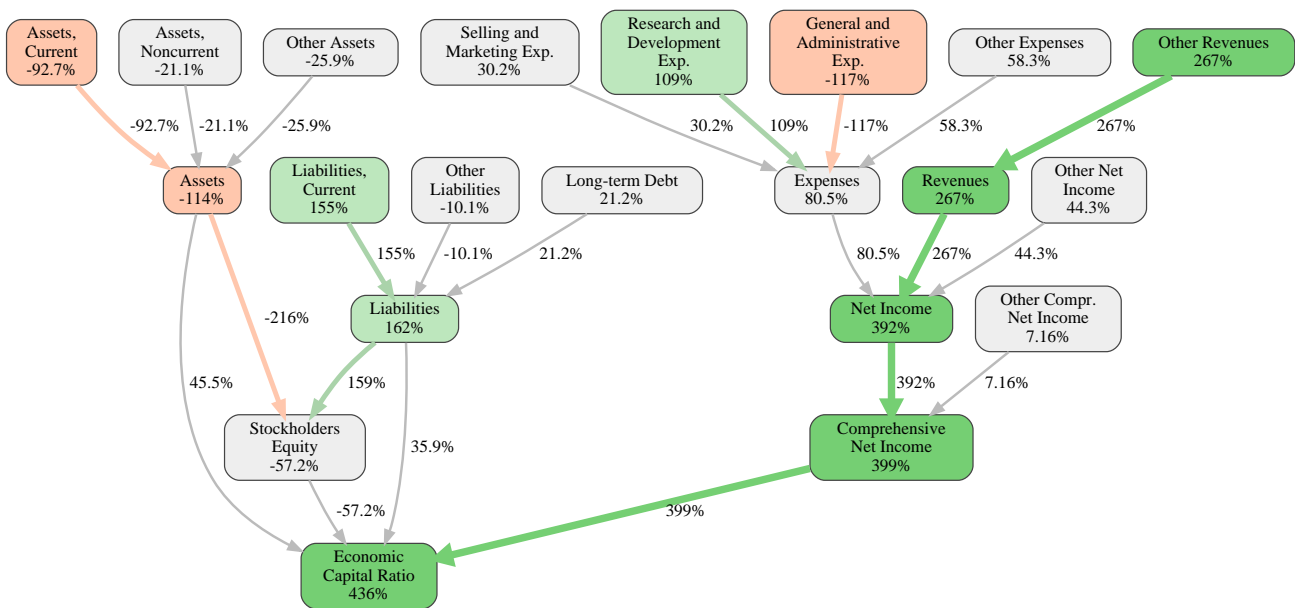 Assets,
Current
-92.7%
Assets,
Noncurrent
-21.1%
Other Assets
-25.9%
Selling and
Marketing Exp.
30.2%
Research and
Development
Exp.
109%
General and
Administrative
Exp.
-117%
Other Expenses
58.3%
Other Revenues
267%
-92.7%
-21.1%
-25.9%
30.2%
109%
-117%
58.3%
267%
Assets
-114%
Liabilities,
Current
155%
Other
Liabilities
-10.1%
Long-term Debt
21.2%
Expenses
80.5%
Revenues
267%
Other Net
Income
44.3%
155%
-10.1%
21.2%
80.5%
267%
44.3%
-216%
Liabilities
162%
Net Income
392%
Other Compr.
Net Income
7.16%
45.5%
159%
392%
7.16%
Stockholders
Equity
-57.2%
35.9%
Comprehensive
Net Income
399%
-57.2%
399%
Economic
Capital Ratio
436%